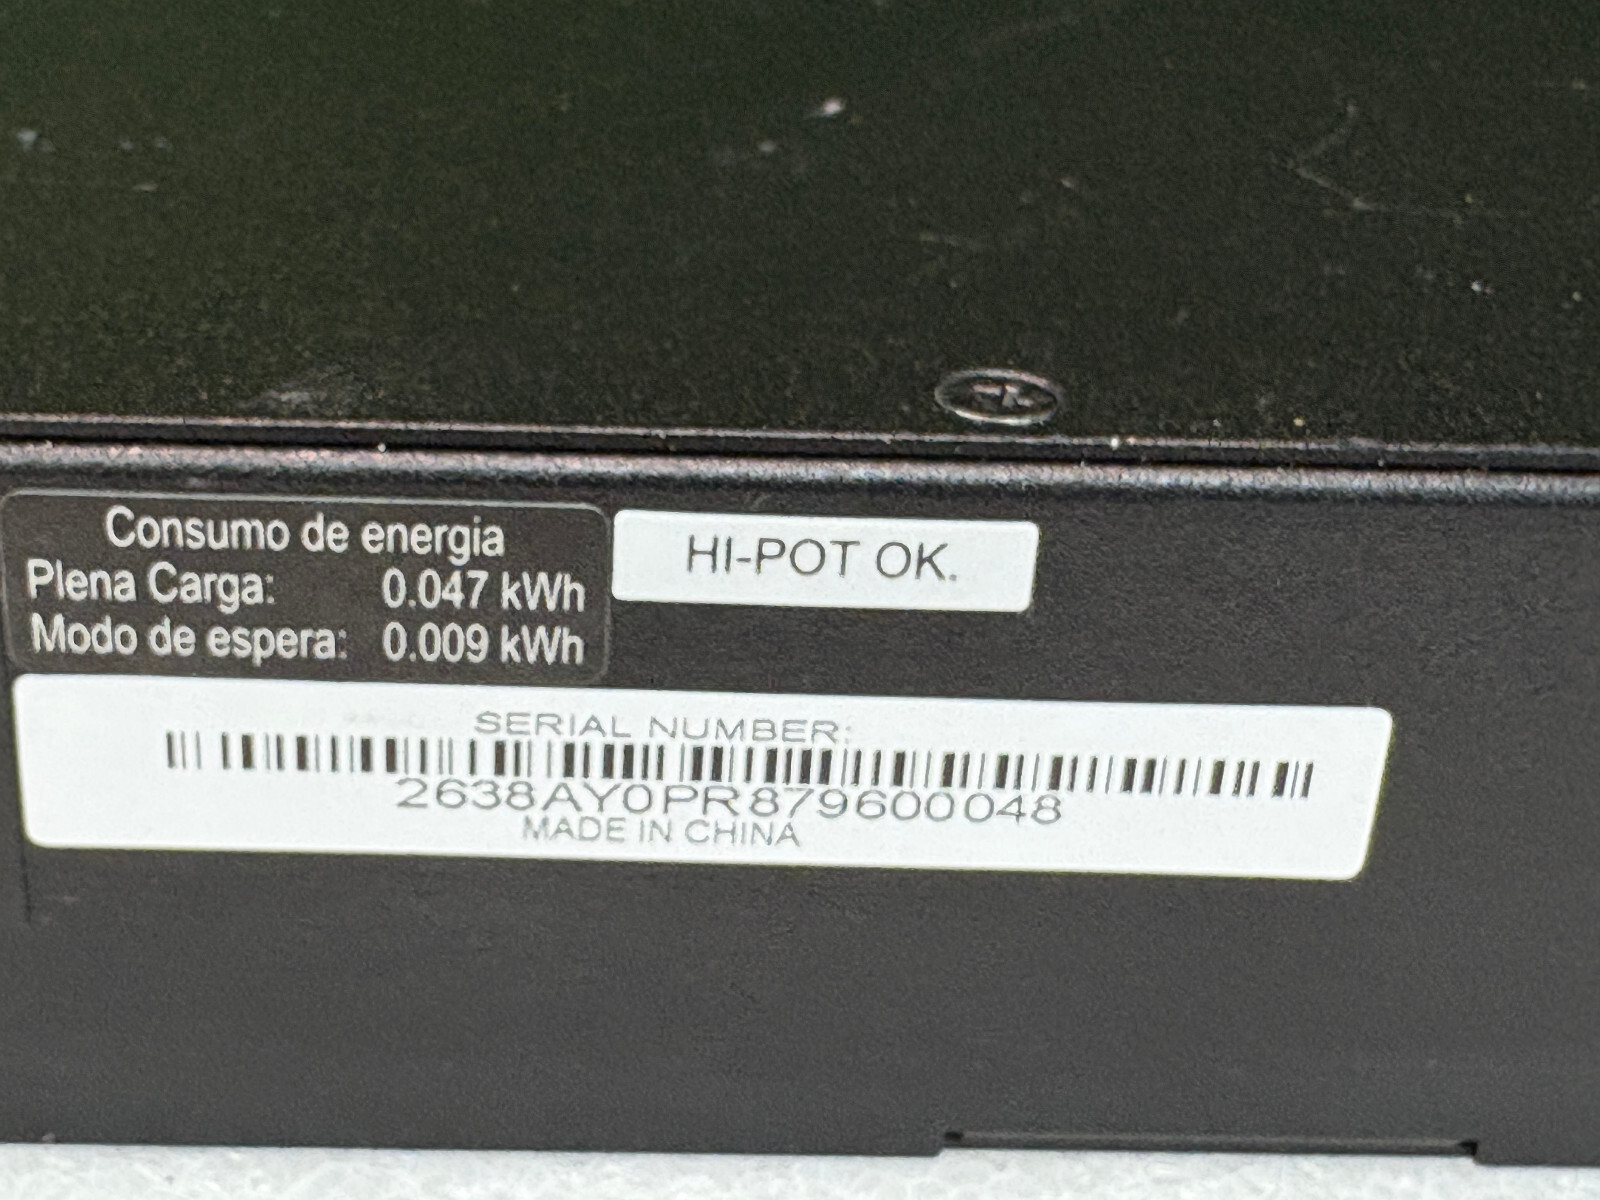 Consumo de energia
Plena Carga: 0.047 kWh
Modo de espera: 0.009 kWh
HI-POT OK.
SERIAL NUMBER:
2638AY0PR879600048
MADE IN CHINA